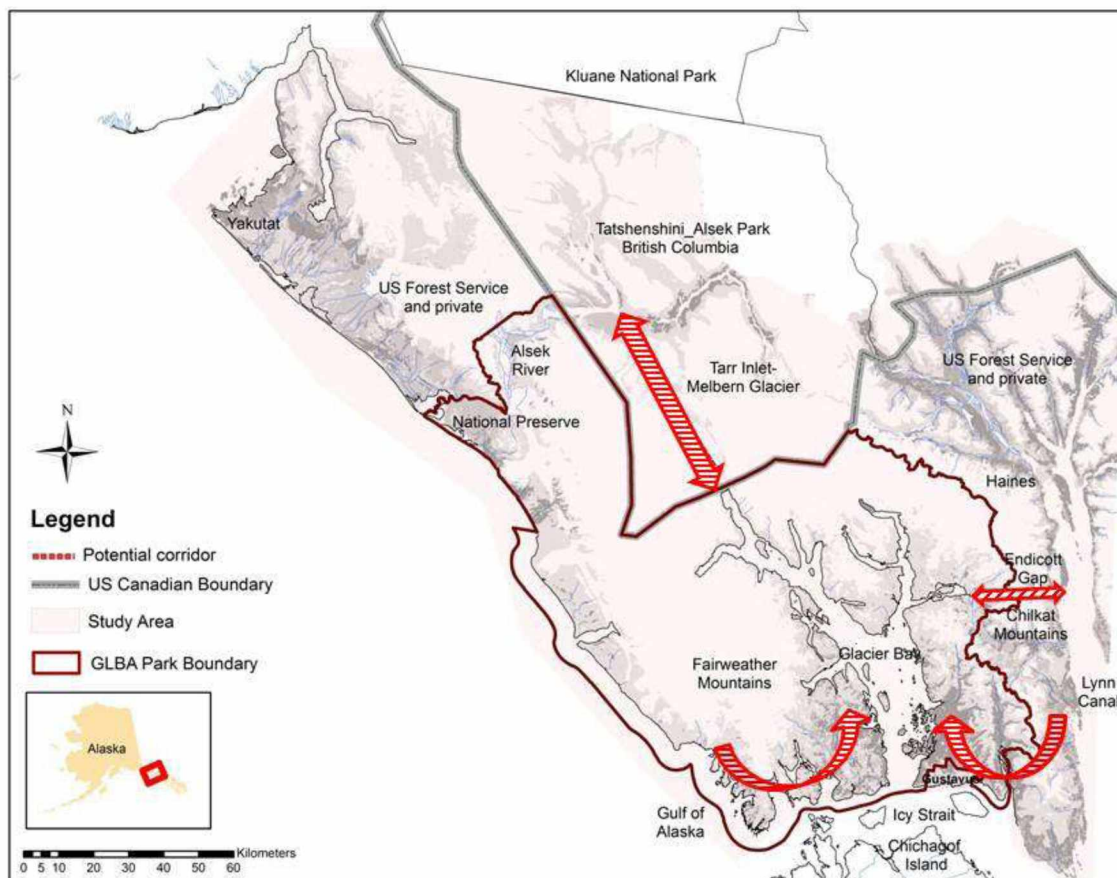 Kluane National Park
Yakutat
Tatshenshini_Alsek Park
British Columbia
US Forest Service
and private
Alsek
River
Tarr Inlet-
Melbern Glacier
US Forest Service
and private
National Preserve
N
Haines
Legend
Potential corridor
US Canadian Boundary
Study Area
GLBA Park Boundary
Endicott
Gap
Chilkat
Mountains
Fairweather
Mountains
Glacier Bay
Lynn
Canal
Alaska
Gustavus
Gulf of
Alaska
Icy Strait
Chichagof
Island
Kilometers
0 5 10 20 30 40 50 60